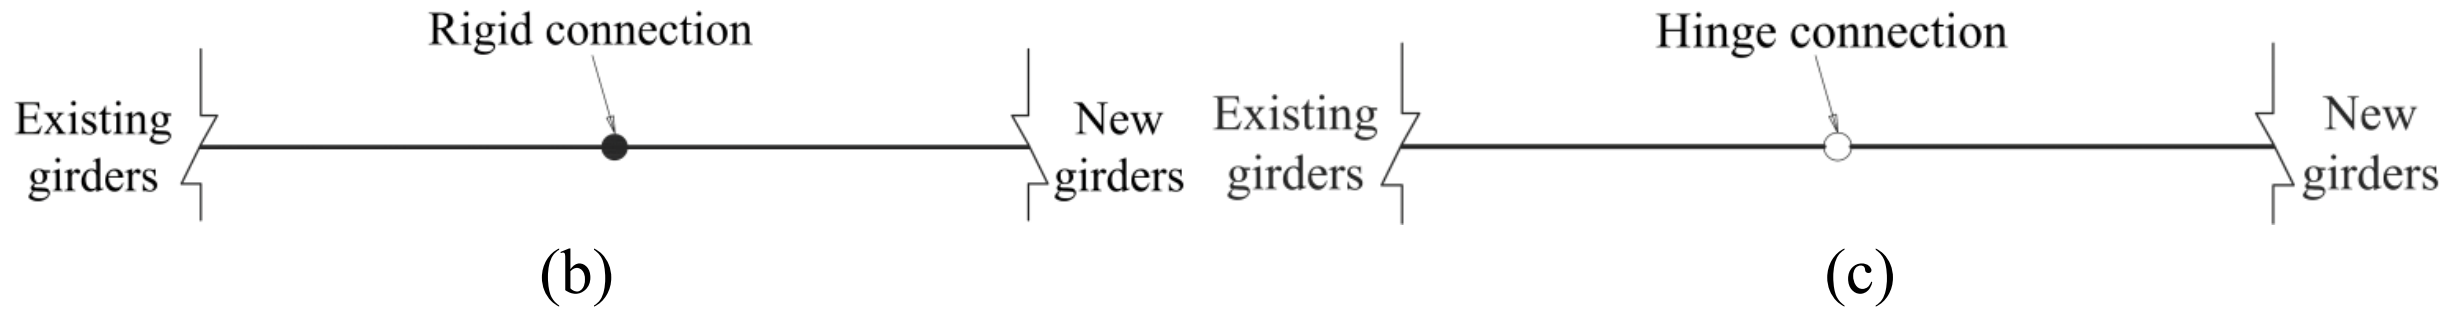 Rigid connection
Existing
girders
New
girders
(b)
Hinge connection
Existing
girders
New
girders
(c)